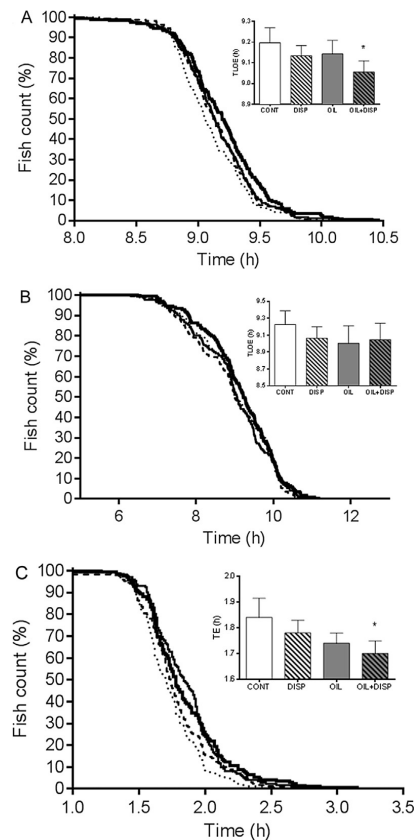 A
Fish count (%)
100
90
80
70
60
50
40
30
20
10
0
8.0 8.5 9.0 9.5 10.0 10.5
Time (h)
TLOE (h)
9.3
9.2
9.1
9.0
8.9
CONT DISP OIL OIL+DISP
*
B
Fish count (%)
100
90
80
70
60
50
40
30
20
10
0
6 8 10 12
Time (h)
TLOE (h)
9.5
9.3
9.1
8.9
8.7
8.5
CONT DISP OIL OIL+DISP
C
Fish count (%)
100
90
80
70
60
50
40
30
20
10
0
1.0 1.5 2.0 2.5 3.0 3.5
Time (h)
TE (h)
2.0
1.9
1.8
1.7
1.6
CONT DISP OIL OIL+DISP
*